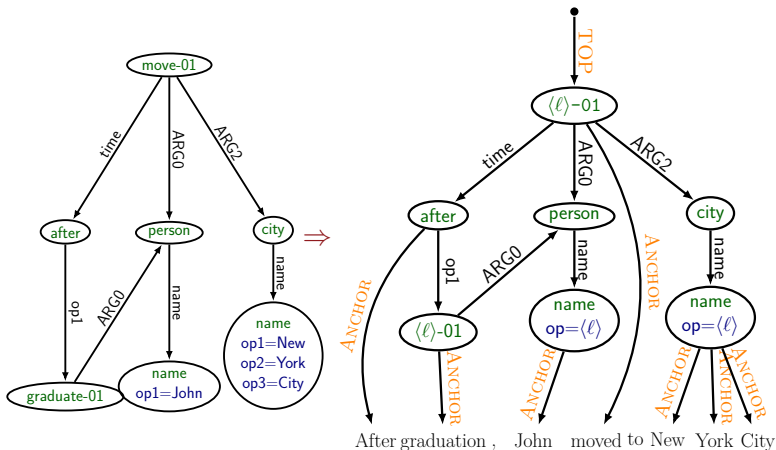 move-01
time
ARG0
ARG2
after
person
city
op1
ARG0
name
name
graduate-01
name
op1=John
name
op1=New
op2=York
op3=City
⇒
TOP
⟨ℓ⟩-01
time
ARG0
ARG2
after
person
city
ANCHOR
op1
ARG0
name
ANCHOR
name
⟨ℓ⟩-01
name
op=⟨ℓ⟩
name
op=⟨ℓ⟩
ANCHOR
ANCHOR
ANCHOR
ANCHOR
ANCHOR
After graduation , John moved to New York City